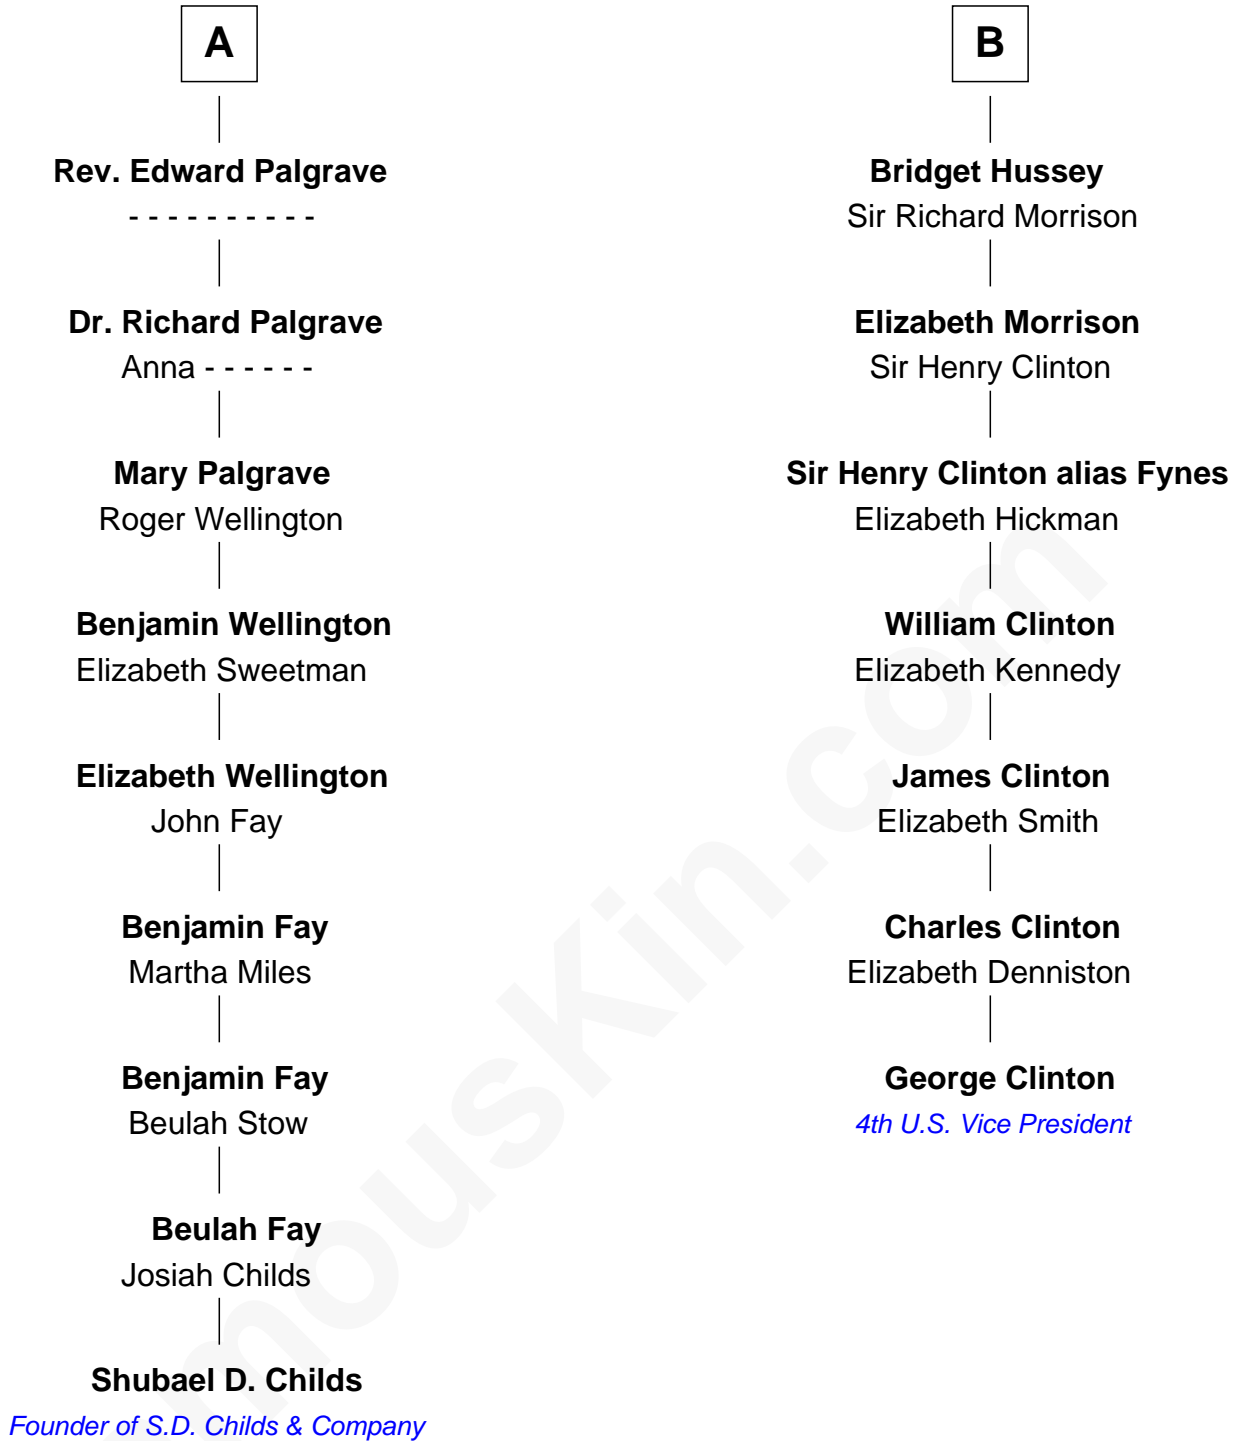 A
Rev. Edward Palgrave
- - - - - - - - - -
Dr. Richard Palgrave
Anna - - - - - -
Mary Palgrave
Roger Wellington
Benjamin Wellington
Elizabeth Sweetman
Elizabeth Wellington
John Fay
Benjamin Fay
Martha Miles
Benjamin Fay
Beulah Stow
Beulah Fay
Josiah Childs
Shubael D. Childs
Founder of S.D. Childs & Company
B
Bridget Hussey
Sir Richard Morrison
Elizabeth Morrison
Sir Henry Clinton
Sir Henry Clinton alias Fynes
Elizabeth Hickman
William Clinton
Elizabeth Kennedy
James Clinton
Elizabeth Smith
Charles Clinton
Elizabeth Denniston
George Clinton
4th U.S. Vice President
mousKin.com